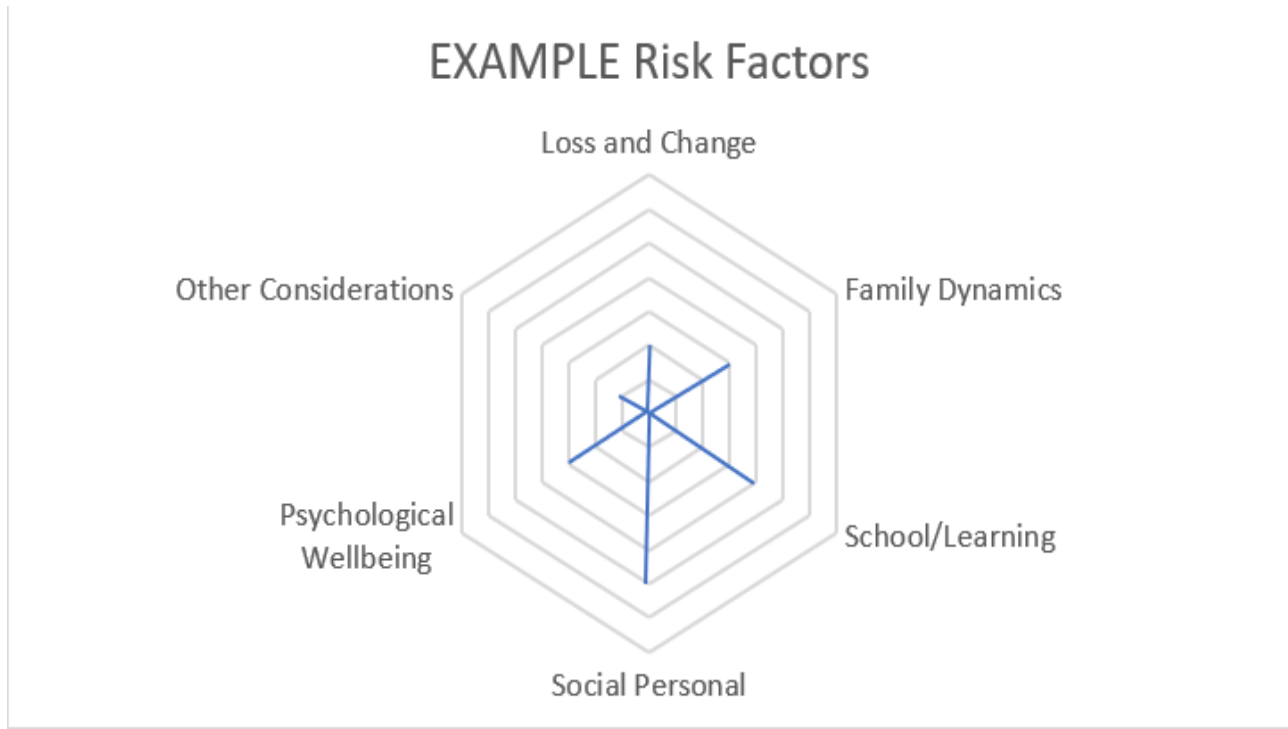 EXAMPLE Risk Factors
Loss and Change
Other Considerations
Family Dynamics
Psychological
Wellbeing
School/Learning
Social Personal